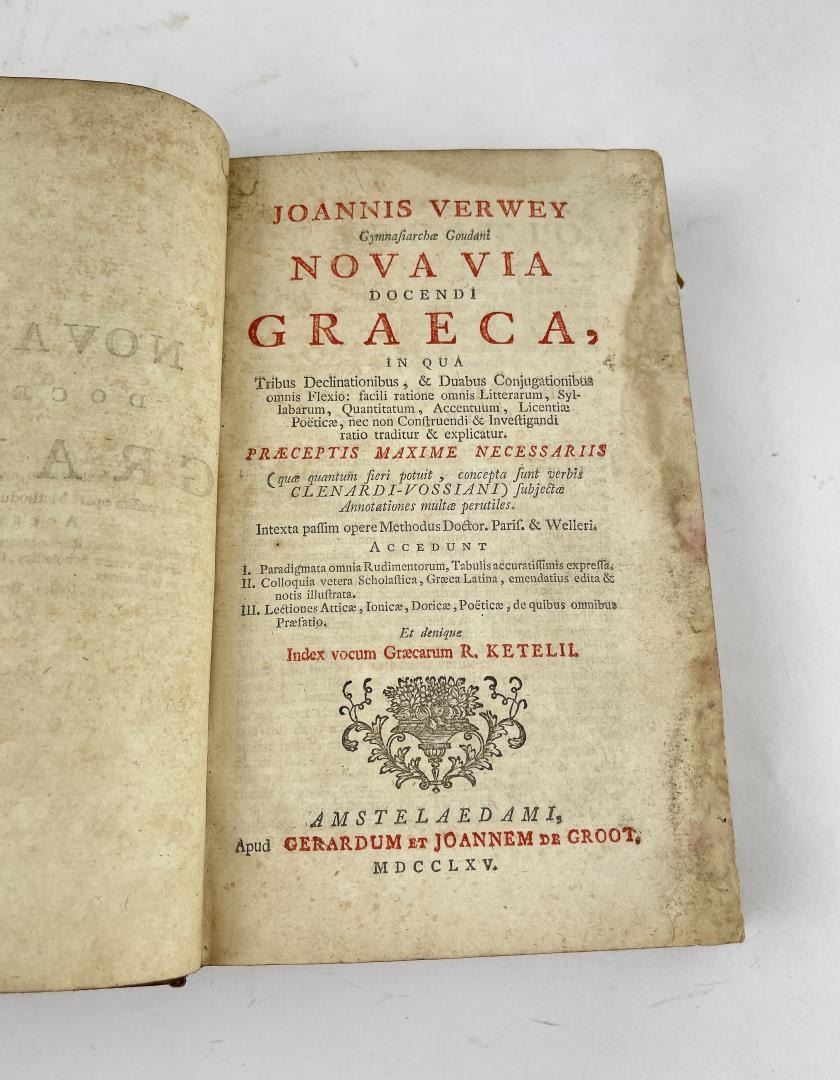 JOANNIS VERWEY
Gymnaſiarchæ Goudani
NOVA VIA
DOCENDI
GRAECA,
IN QUA
Tribus Declinationibus, & Duabus Conjugationibus
omnis Flexio: facili ratione omnis Litterarum, Syl-
labarum, Quantitatum, Accentuum, Licentiæ
Poëticæ, nec non Conſtruendi & Inveſtigandi
ratio traditur & explicatur.
PRÆCEPTIS MAXIME NECESSARIIS
(quæ quantum fieri potuit, concepta ſunt verbis
CLENARDI-VOSSIANI) ſubjectæ
Annotationes multæ perutiles.
Intexta paſſim opere Methodus Doctor. Pariſ. & Welleri.
ACCEDUNT
I. Paradigmata omnia Rudimentorum, Tabulis accuratiſſimis expreſſa.
II. Colloquia vetera Scholaſtica, Græca Latina, emendatius edita &
notis illuſtrata.
III. Lectiones Atticæ, Ionicæ, Doricæ, Poëticæ, de quibus omnibus
Præfatio.
Et denique
Index vocum Græcarum R. KETELII.
AMSTELAEDAMI,
Apud GERARDUM ET JOANNEM DE GROOT.
MDCCLXV.